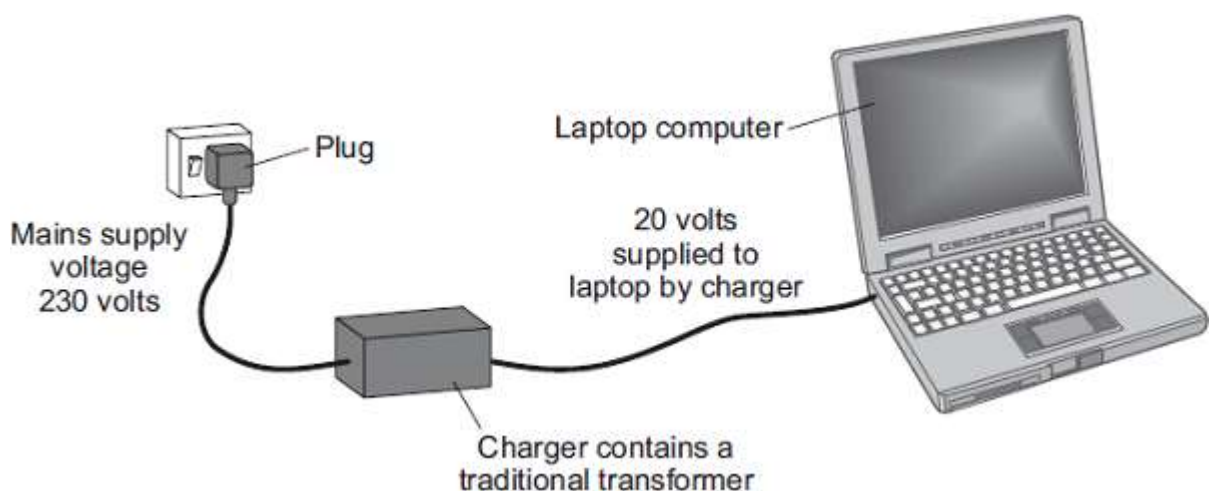 Plug
Mains supply
voltage
230 volts
Laptop computer
20 volts
supplied to
laptop by charger
Charger contains a
traditional transformer